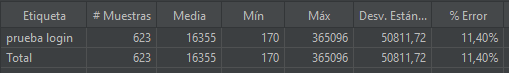 Etiqueta # Muestras Media Mín Máx Desv. Están... % Error
prueba login 623 16355 170 365096 50811,72 11,40%
Total 623 16355 170 365096 50811,72 11,40%